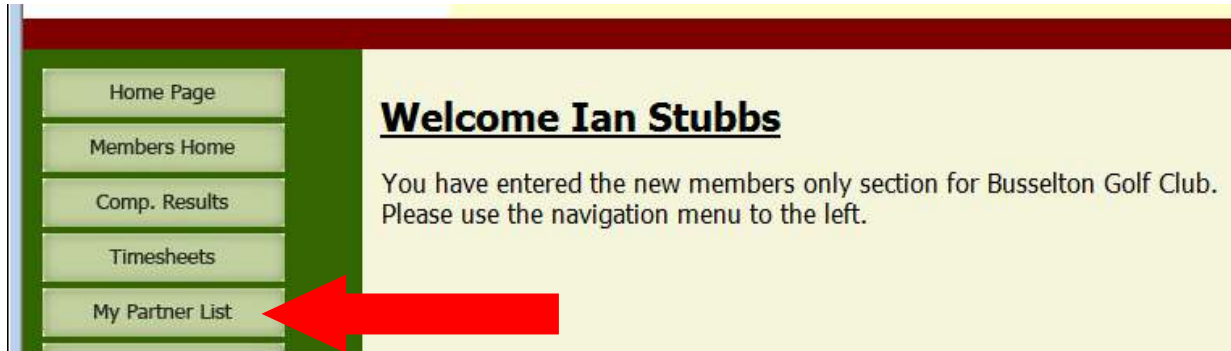 Home Page
Members Home
Comp. Results
Timesheets
My Partner List
Welcome Ian Stubbs
You have entered the new members only section for Busselton Golf Club.
Please use the navigation menu to the left.